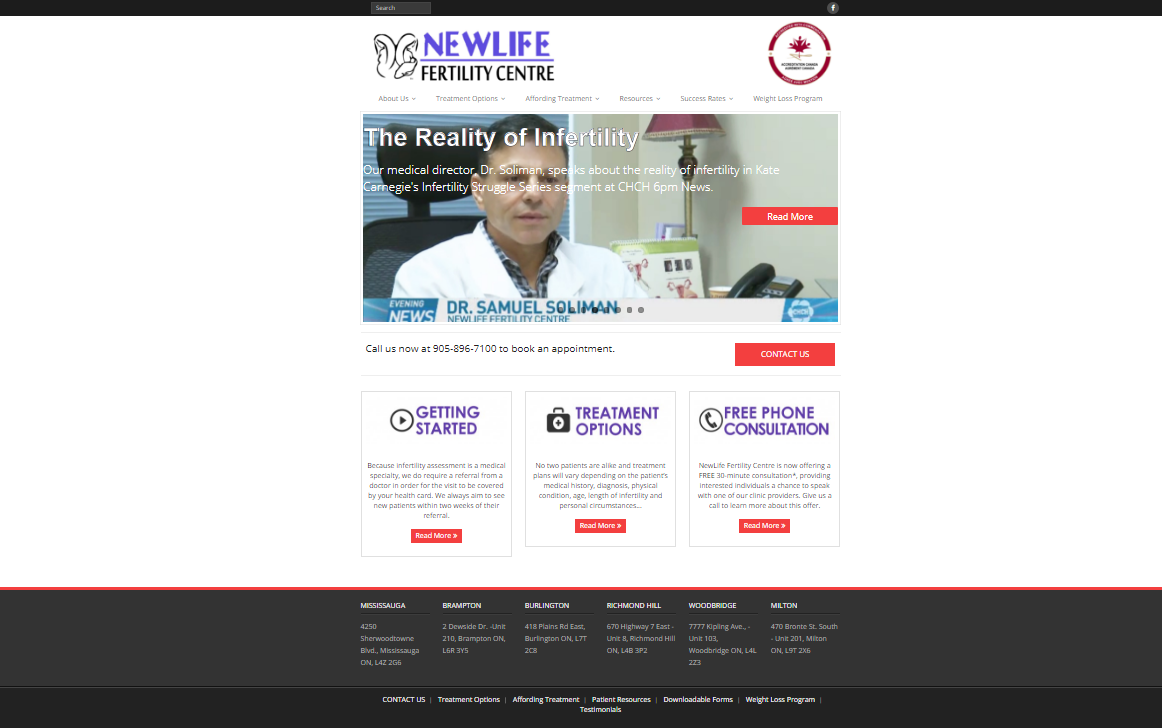 Search
NEWLIFE
FERTILITY CENTRE
ACCREDITATION CANADA
AGRÉMENT CANADA
About Us
Treatment Options
Affording Treatment
Resources
Success Rates
Weight Loss Program
The Reality of Infertility
Our medical director, Dr. Soliman, speaks about the reality of infertility in Kate
Carnegie's Infertility Struggle Series segment at CHCH 6pm News.
Read More
EVENING
NEWS
DR. SAMUEL SOLIMAN
NEWLIFE FERTILITY CENTRE
CHCH
Call us now at 905-896-7100 to book an appointment.
CONTACT US
GETTING
STARTED
Because infertility assessment is a medical
specialty, we do require a referral from a
doctor in order for the visit to be covered
by your health card. We always aim to see
new patients within two weeks of their
referral.
Read More »
TREATMENT
OPTIONS
No two patients are alike and treatment
plans will vary depending on the patient's
medical history, diagnosis, physical
condition, age, length of infertility and
personal circumstances...
Read More »
FREE PHONE
CONSULTATION
NewLife Fertility Centre is now offering a
FREE 30-minute consultation*, providing
interested individuals a chance to speak
with one of our clinic providers. Give us a
call to learn more about this offer.
Read More »
MISSISSAUGA
4250
Sherwoodtowne
Blvd., Mississauga
ON, L4Z 2G6
BRAMPTON
2 Dewside Dr. -Unit
210, Brampton ON,
L6R 3Y5
BURLINGTON
418 Plains Rd East,
Burlington ON, L7T
2C8
RICHMOND HILL
670 Highway 7 East -
Unit 8, Richmond Hill
ON, L4B 3P2
WOODBRIDGE
7777 Kipling Ave., -
Unit 103,
Woodbridge ON, L4L
2Z3
MILTON
470 Bronte St. South
- Unit 201, Milton
ON, L9T 2X6
CONTACT US | Treatment Options | Affording Treatment | Patient Resources | Downloadable Forms | Weight Loss Program |
Testimonials